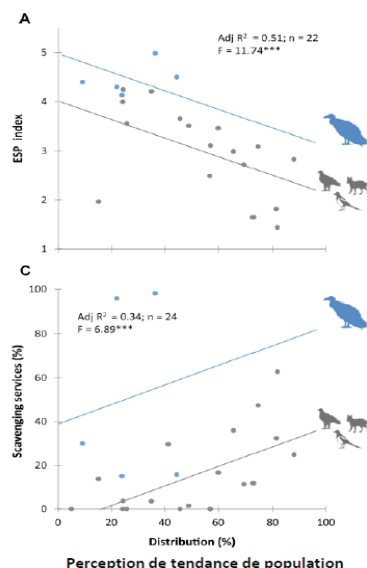 A
Adj R² = 0.51; n = 22
F = 11.74***
ESP index
5
4
3
2
1
C
Adj R² = 0.34; n = 24
F = 6.89***
Scavenging services (%)
100
80
60
40
20
0
0 20 40 60 80 100
Distribution (%)
Perception de tendance de population